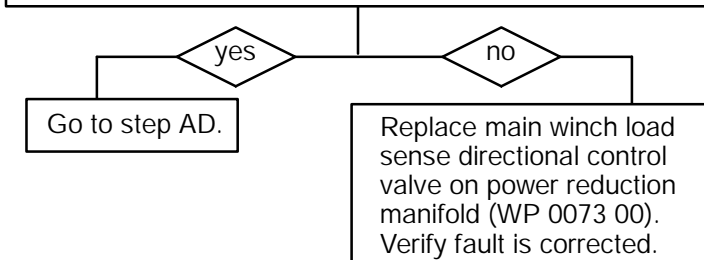 yes
no
Go to step AD.
Replace main winch load
sense directional control
valve on power reduction
manifold (WP 0073 00).
Verify fault is corrected.